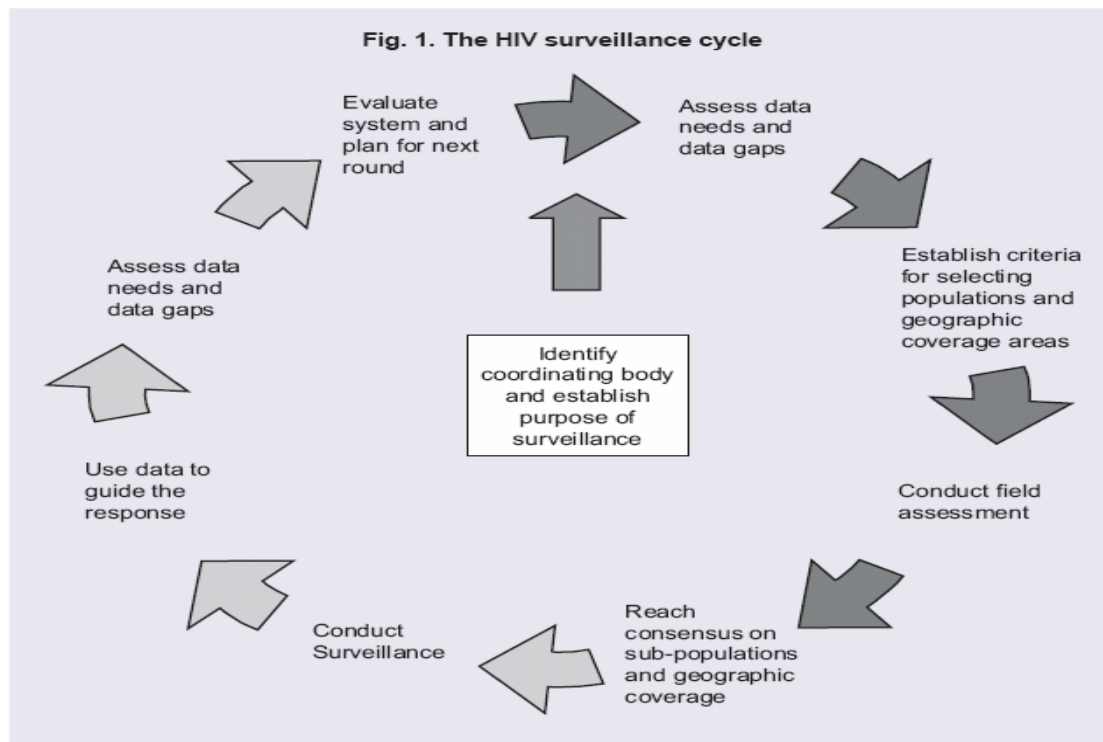 Fig. 1. The HIV surveillance cycle
Evaluate
system and
plan for next
round
Assess data
needs and
data gaps
Establish criteria
for selecting
populations and
geographic
coverage areas
Conduct field
assessment
Reach
consensus on
sub-populations
and geographic
coverage
Conduct
Surveillance
Use data to
guide the
response
Assess data
needs and
data gaps
Identify
coordinating body
and establish
purpose of
surveillance